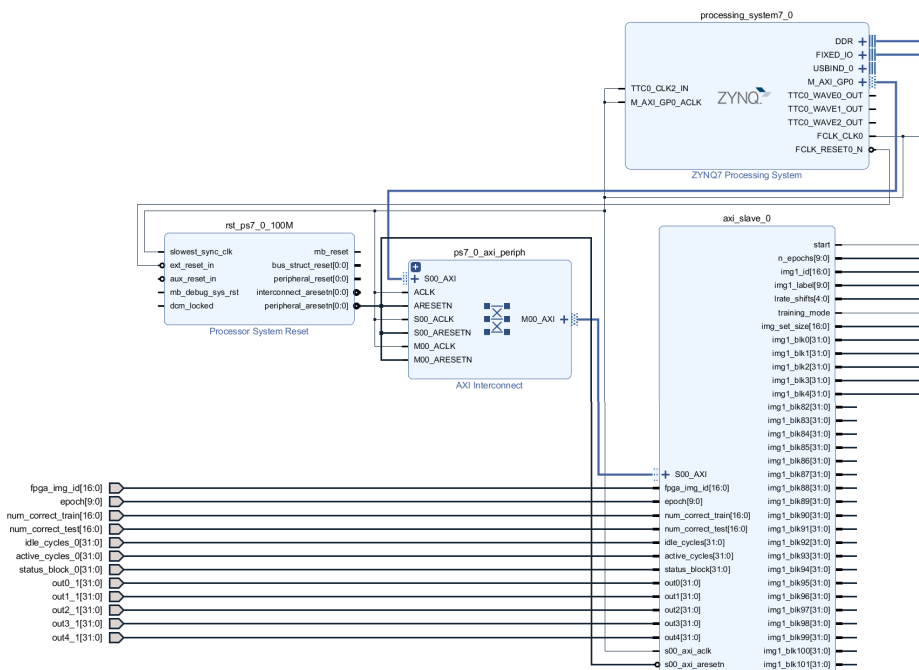 processing_system7_0
DDR
FIXED_IO
USBIND_0
M_AXI_GP0
TTC0_WAVE0_OUT
TTC0_WAVE1_OUT
TTC0_WAVE2_OUT
FCLK_CLK0
FCLK_RESET0_N
TTC0_CLK2_IN
M_AXI_GP0_ACLK
ZYNQ
ZYNQ7 Processing System
rst_ps7_0_100M
slowest_sync_clk
ext_reset_in
aux_reset_in
mb_debug_sys_rst
dcm_locked
mb_reset
bus_struct_reset[0:0]
peripheral_reset[0:0]
interconnect_aresetn[0:0]
peripheral_aresetn[0:0]
Processor System Reset
ps7_0_axi_periph
S00_AXI
ACLK
ARESETN
S00_ACLK
S00_ARESETN
M00_ACLK
M00_ARESETN
M00_AXI
AXI Interconnect
axi_slave_0
start
n_epochs[9:0]
img1_id[16:0]
img1_label[9:0]
lrate_shifts[4:0]
training_mode
img_set_size[16:0]
img1_blk0[31:0]
img1_blk1[31:0]
img1_blk2[31:0]
img1_blk3[31:0]
img1_blk4[31:0]
img1_blk82[31:0]
img1_blk83[31:0]
img1_blk84[31:0]
img1_blk85[31:0]
img1_blk86[31:0]
img1_blk87[31:0]
img1_blk88[31:0]
img1_blk89[31:0]
img1_blk90[31:0]
img1_blk91[31:0]
img1_blk92[31:0]
img1_blk93[31:0]
img1_blk94[31:0]
img1_blk95[31:0]
img1_blk96[31:0]
img1_blk97[31:0]
img1_blk98[31:0]
img1_blk99[31:0]
img1_blk100[31:0]
img1_blk101[31:0]
S00_AXI
fpga_img_id[16:0]
epoch[9:0]
num_correct_train[16:0]
num_correct_test[16:0]
idle_cycles[31:0]
active_cycles[31:0]
status_block[31:0]
out0[31:0]
out1[31:0]
out2[31:0]
out3[31:0]
out4[31:0]
s00_axi_aclk
s00_axi_aresetn
fpga_img_id[16:0]
epoch[9:0]
num_correct_train[16:0]
num_correct_test[16:0]
idle_cycles_0[31:0]
active_cycles_0[31:0]
status_block_0[31:0]
out0_1[31:0]
out1_1[31:0]
out2_1[31:0]
out3_1[31:0]
out4_1[31:0]